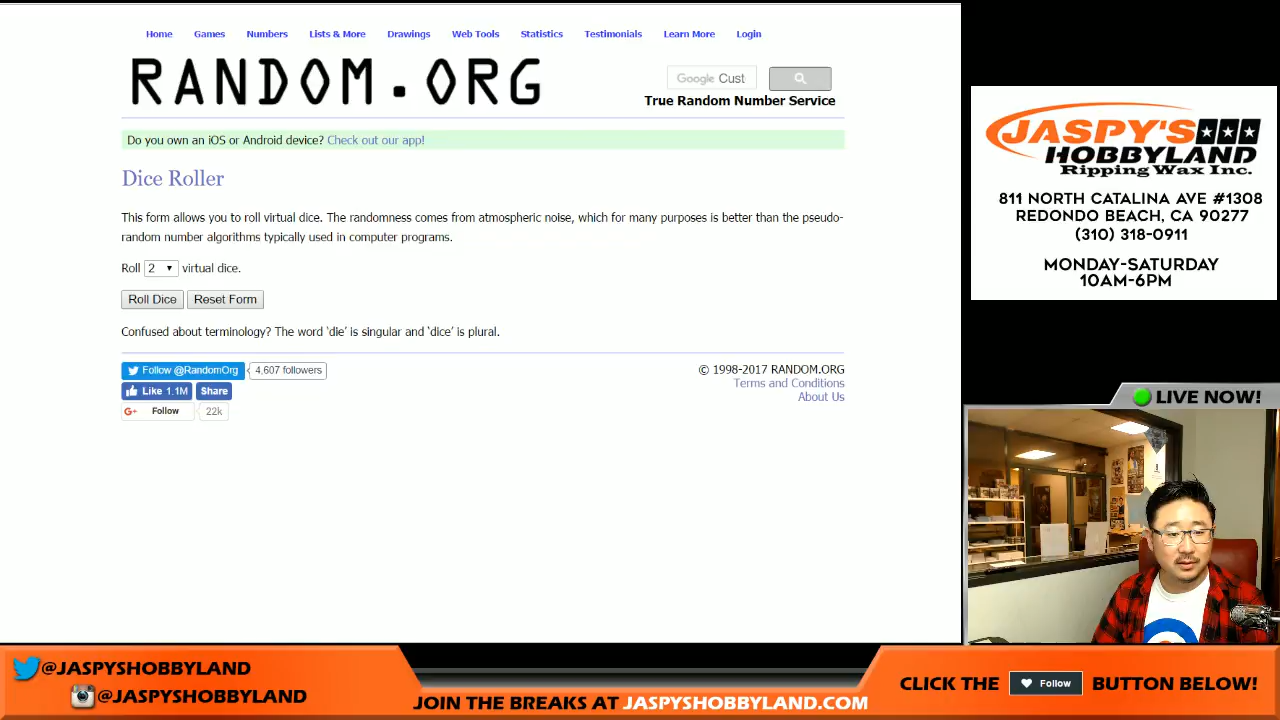 Home Games Numbers Lists & More Drawings Web Tools Statistics Testimonials Learn More Login
RANDOM.ORG
Google Cust
True Random Number Service
Do you own an iOS or Android device? Check out our app!
Dice Roller
This form allows you to roll virtual dice. The randomness comes from atmospheric noise, which for many purposes is better than the pseudo-
random number algorithms typically used in computer programs.
Roll 2 virtual dice.
Roll Dice Reset Form
Confused about terminology? The word ‘die’ is singular and ‘dice’ is plural.
Follow @RandomOrg 4,607 followers
Like 1.1M Share
G+ Follow 22k
© 1998-2017 RANDOM.ORG
Terms and Conditions
About Us
JASPY'S
HOBBYLAND
Ripping Wax Inc.
811 NORTH CATALINA AVE #1308
REDONDO BEACH, CA 90277
(310) 318-0911
MONDAY-SATURDAY
10AM-6PM
LIVE NOW!
@JASPYSHOBBYLAND
@JASPYSHOBBYLAND
JOIN THE BREAKS AT JASPYSHOBBYLAND.COM
CLICK THE Follow BUTTON BELOW!